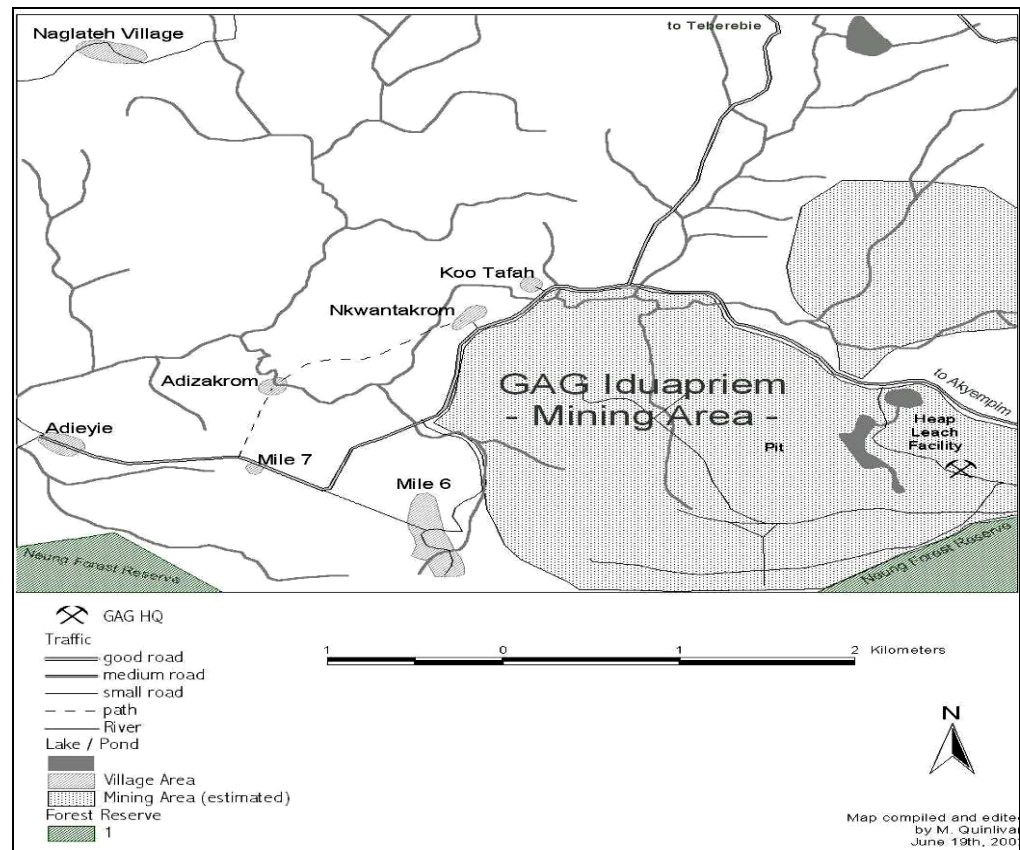 Naglateh Village
to Teberebie
Koo Tafah
Nkwantakrom
Adizakrom
GAG Iduapriem
- Mining Area -
to Akyempim
Heap
Leach
Facility
Pit
Adieyie
Mile 7
Mile 6
Neung Forest Reserve
Neung Forest Reserve
GAG HQ
Traffic
good road
medium road
small road
path
River
Lake / Pond
Village Area
Mining Area (estimated)
Forest Reserve
1
1 0 1 2 Kilometers
N
Map compiled and edite
by M. Quinliva
June 19th, 200